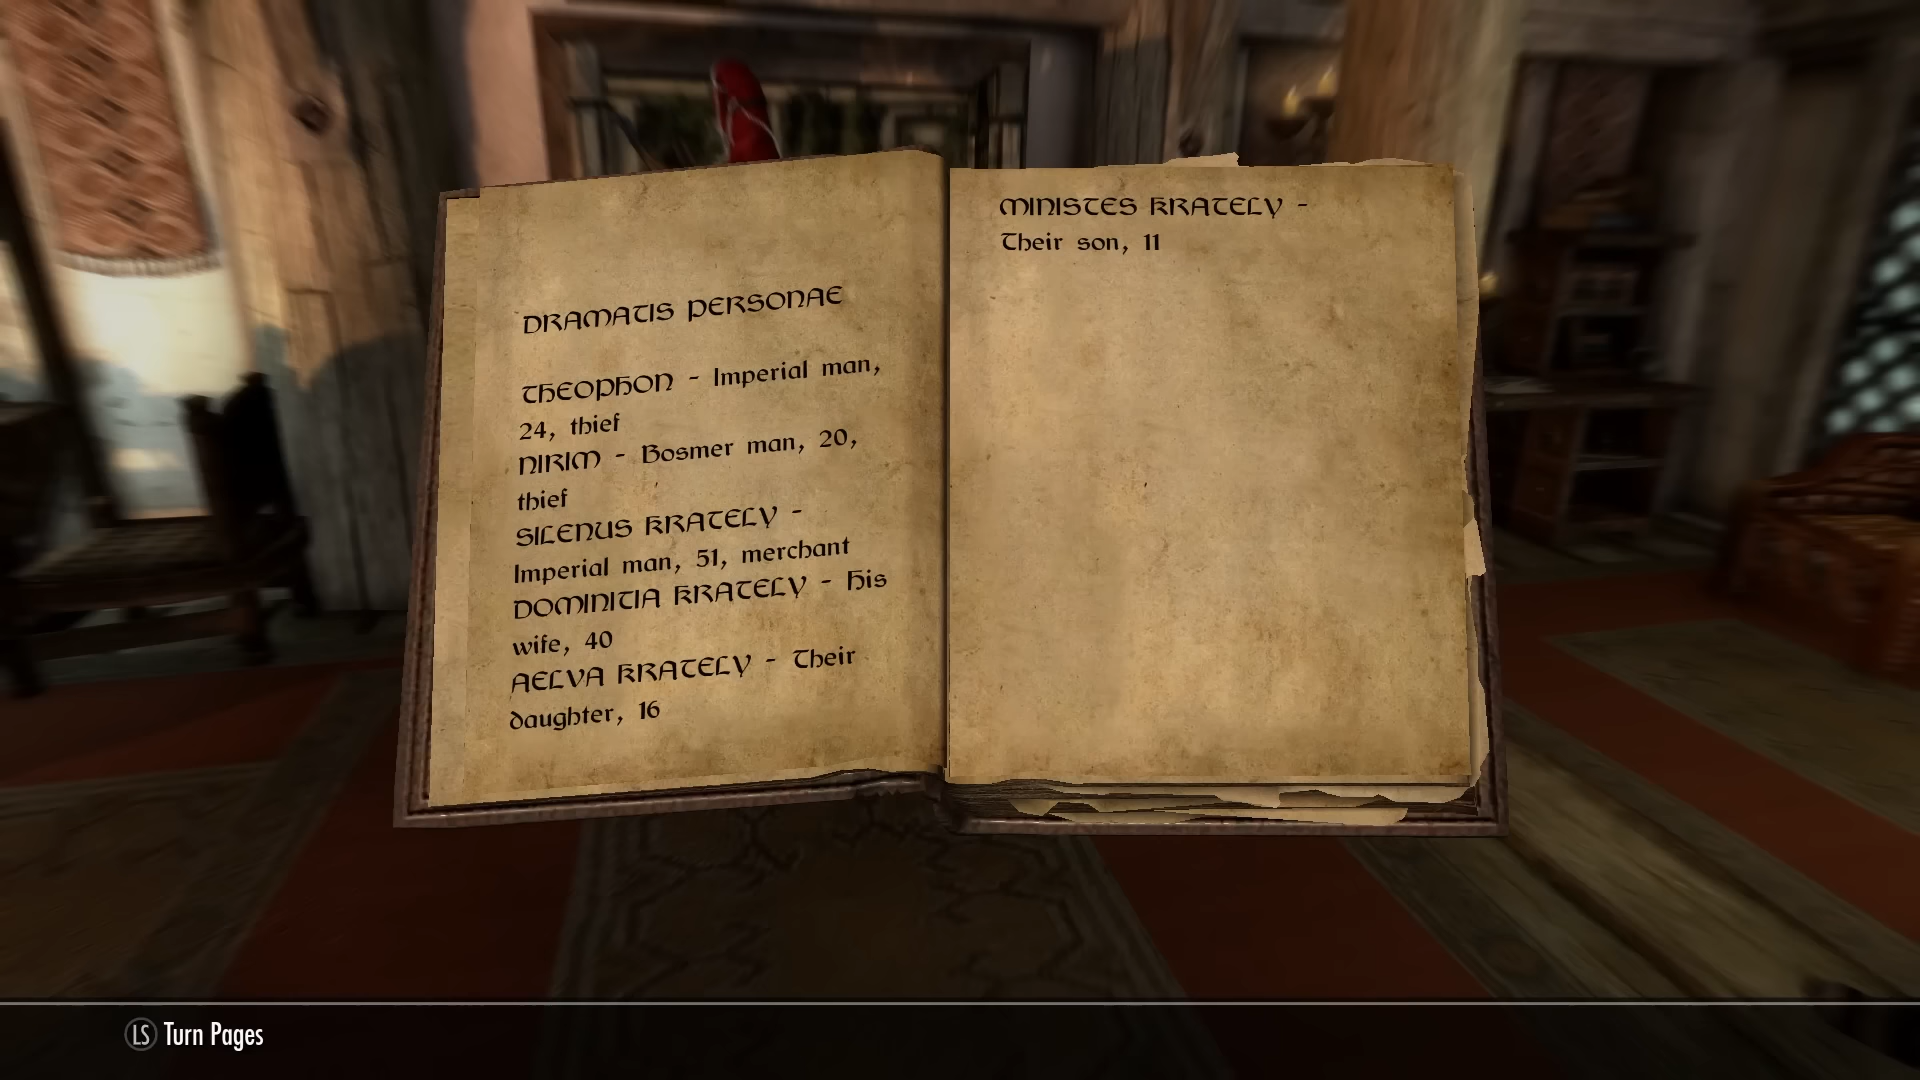 DRAMATIS PERSONAE
THEOPHON - Imperial man,
24, thief
NIRIM - Bosmer man, 20,
thief
SILENUS KRATELY -
Imperial man, 51, merchant
DOMINITIA KRATELY - His
wife, 40
AELVA KRATELY - Their
daughter, 16
MINISTES KRATELY -
Their son, 11
LS Turn Pages